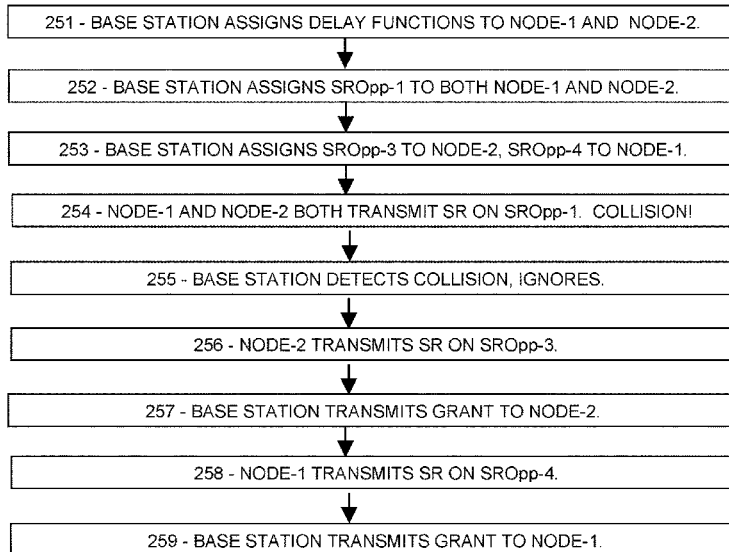 251 - BASE STATION ASSIGNS DELAY FUNCTIONS TO NODE-1 AND NODE-2.
252 - BASE STATION ASSIGNS SROpp-1 TO BOTH NODE-1 AND NODE-2.
253 - BASE STATION ASSIGNS SROpp-3 TO NODE-2, SROpp-4 TO NODE-1.
254 - NODE-1 AND NODE-2 BOTH TRANSMIT SR ON SROpp-1. COLLISION!
255 - BASE STATION DETECTS COLLISION, IGNORES.
256 - NODE-2 TRANSMITS SR ON SROpp-3.
257 - BASE STATION TRANSMITS GRANT TO NODE-2.
258 - NODE-1 TRANSMITS SR ON SROpp-4.
259 - BASE STATION TRANSMITS GRANT TO NODE-1.